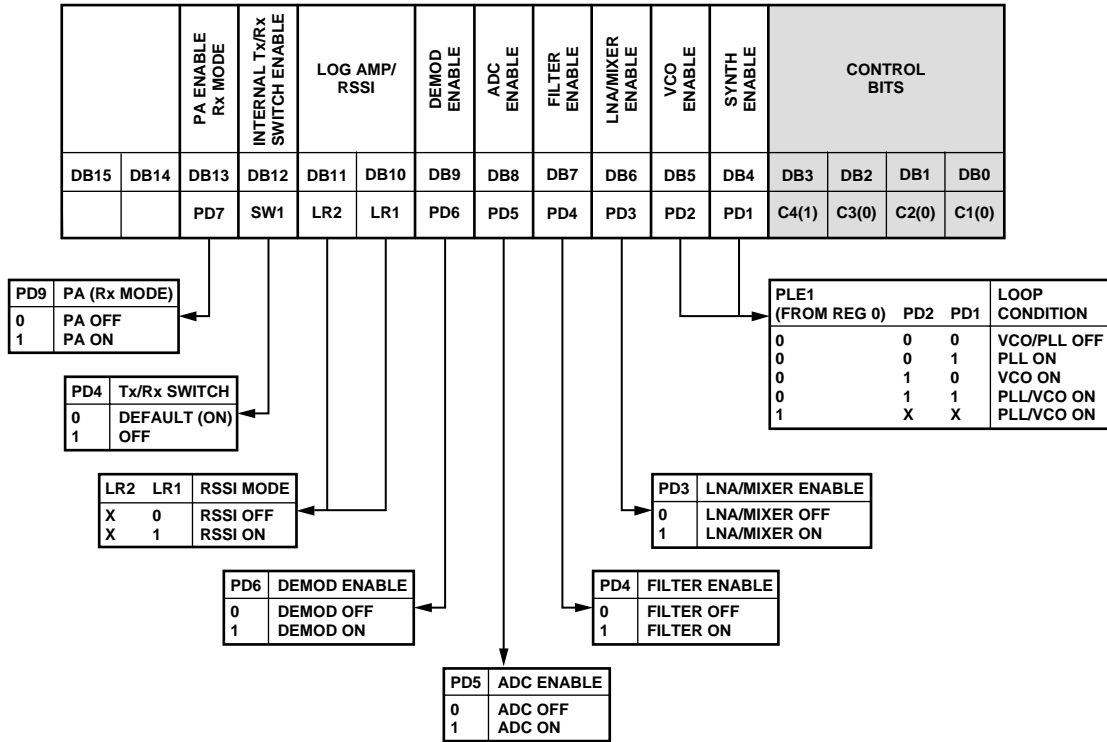 PA ENABLE
Rx MODE
INTERNAL Tx/Rx
SWITCH ENABLE
LOG AMP/
RSSI
DEMOD
ENABLE
ADC
ENABLE
FILTER
ENABLE
LNA/MIXER
ENABLE
VCO
ENABLE
SYNTH
ENABLE
CONTROL
BITS
DB15 DB14 DB13 DB12 DB11 DB10 DB9 DB8 DB7 DB6 DB5 DB4 DB3 DB2 DB1 DB0
PD7 SW1 LR2 LR1 PD6 PD5 PD4 PD3 PD2 PD1 C4(1) C3(0) C2(0) C1(0)
PD9 PA (Rx MODE)
0 PA OFF
1 PA ON
PLE1
(FROM REG 0) PD2 PD1 LOOP
CONDITION
0 0 0 VCO/PLL OFF
0 0 1 PLL ON
0 1 0 VCO ON
0 1 1 PLL/VCO ON
1 X X PLL/VCO ON
PD4 Tx/Rx SWITCH
0 DEFAULT (ON)
1 OFF
LR2 LR1 RSSI MODE
X 0 RSSI OFF
X 1 RSSI ON
PD3 LNA/MIXER ENABLE
0 LNA/MIXER OFF
1 LNA/MIXER ON
PD6 DEMOD ENABLE
0 DEMOD OFF
1 DEMOD ON
PD4 FILTER ENABLE
0 FILTER OFF
1 FILTER ON
PD5 ADC ENABLE
0 ADC OFF
1 ADC ON